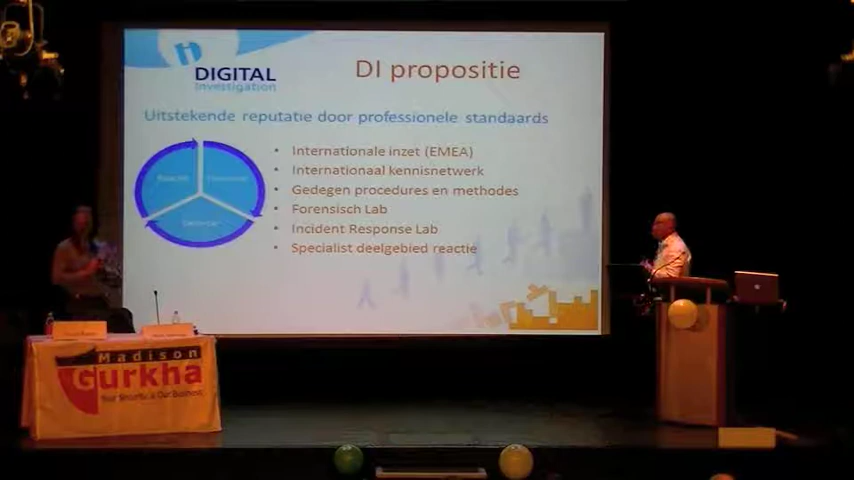 DIGITAL
investigation
DI propositie
Uitstekende reputatie door professionele standaards
Internationale inzet (EMEA)
Internationaal kennisnetwerk
Gedegen procedures en methodes
Forensisch Lab
Incident Response Lab
Specialist deelgebied reactie
Madison
Gurkha
Your Security is Our Business